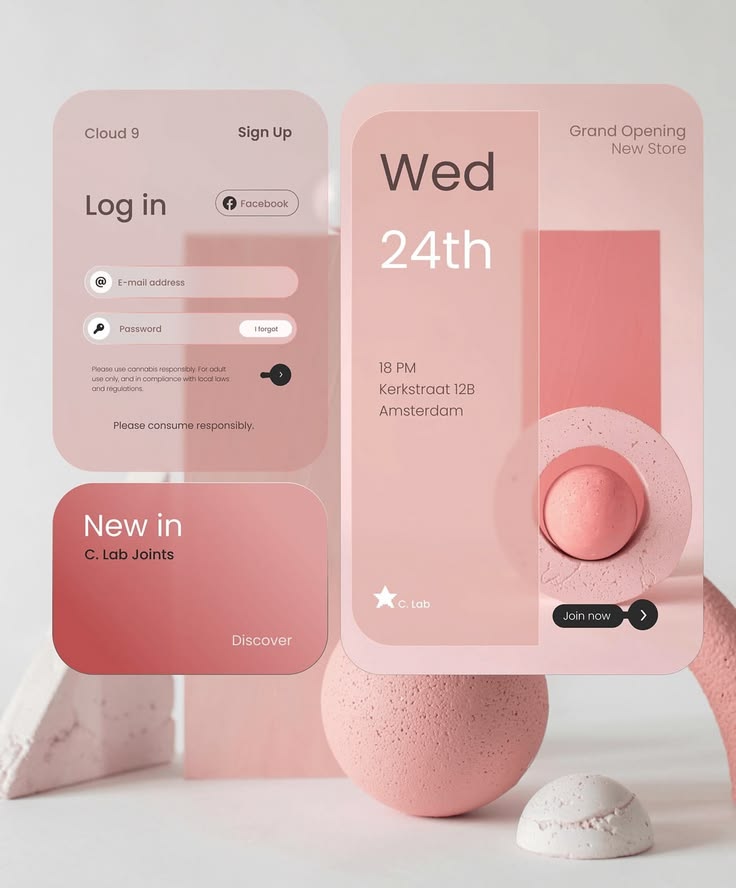 Cloud 9
Sign Up
Log in
Facebook
@
E-mail address
Password
I forgot
Please use cannabis responsibly. For adult
use only, and in compliance with local laws
and regulations.
Please consume responsibly.
New in
C. Lab Joints
Discover
Grand Opening
New Store
Wed
24th
18 PM
Kerkstraat 12B
Amsterdam
C. Lab
Join now